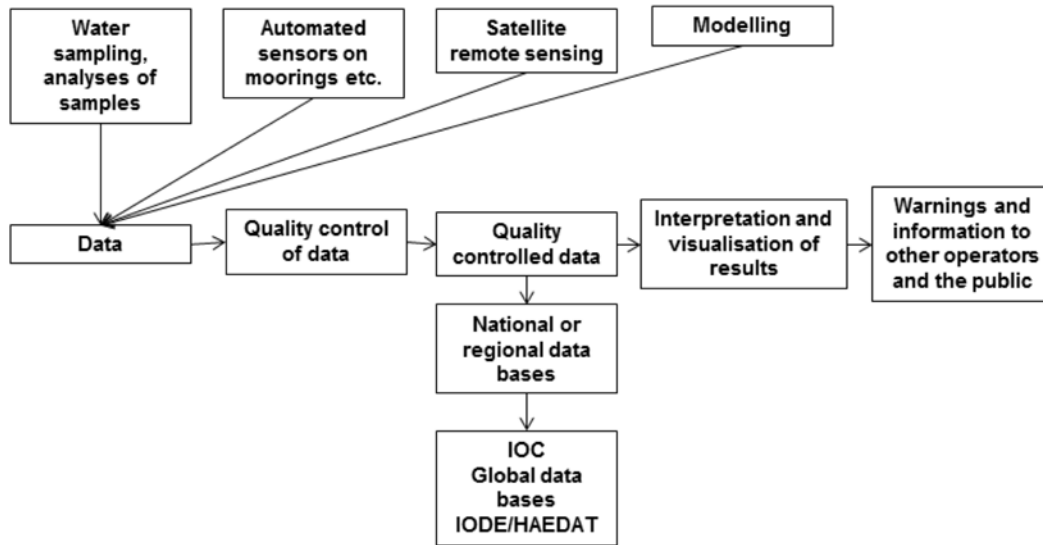 Water
sampling,
analyses of
samples
Automated
sensors on
moorings etc.
Satellite
remote sensing
Modelling
Data
Quality control
of data
Quality
controlled data
Interpretation and
visualisation of
results
Warnings and
information to
other operators
and the public
National or
regional data
bases
IOC
Global data
bases
IODE/HAEDAT